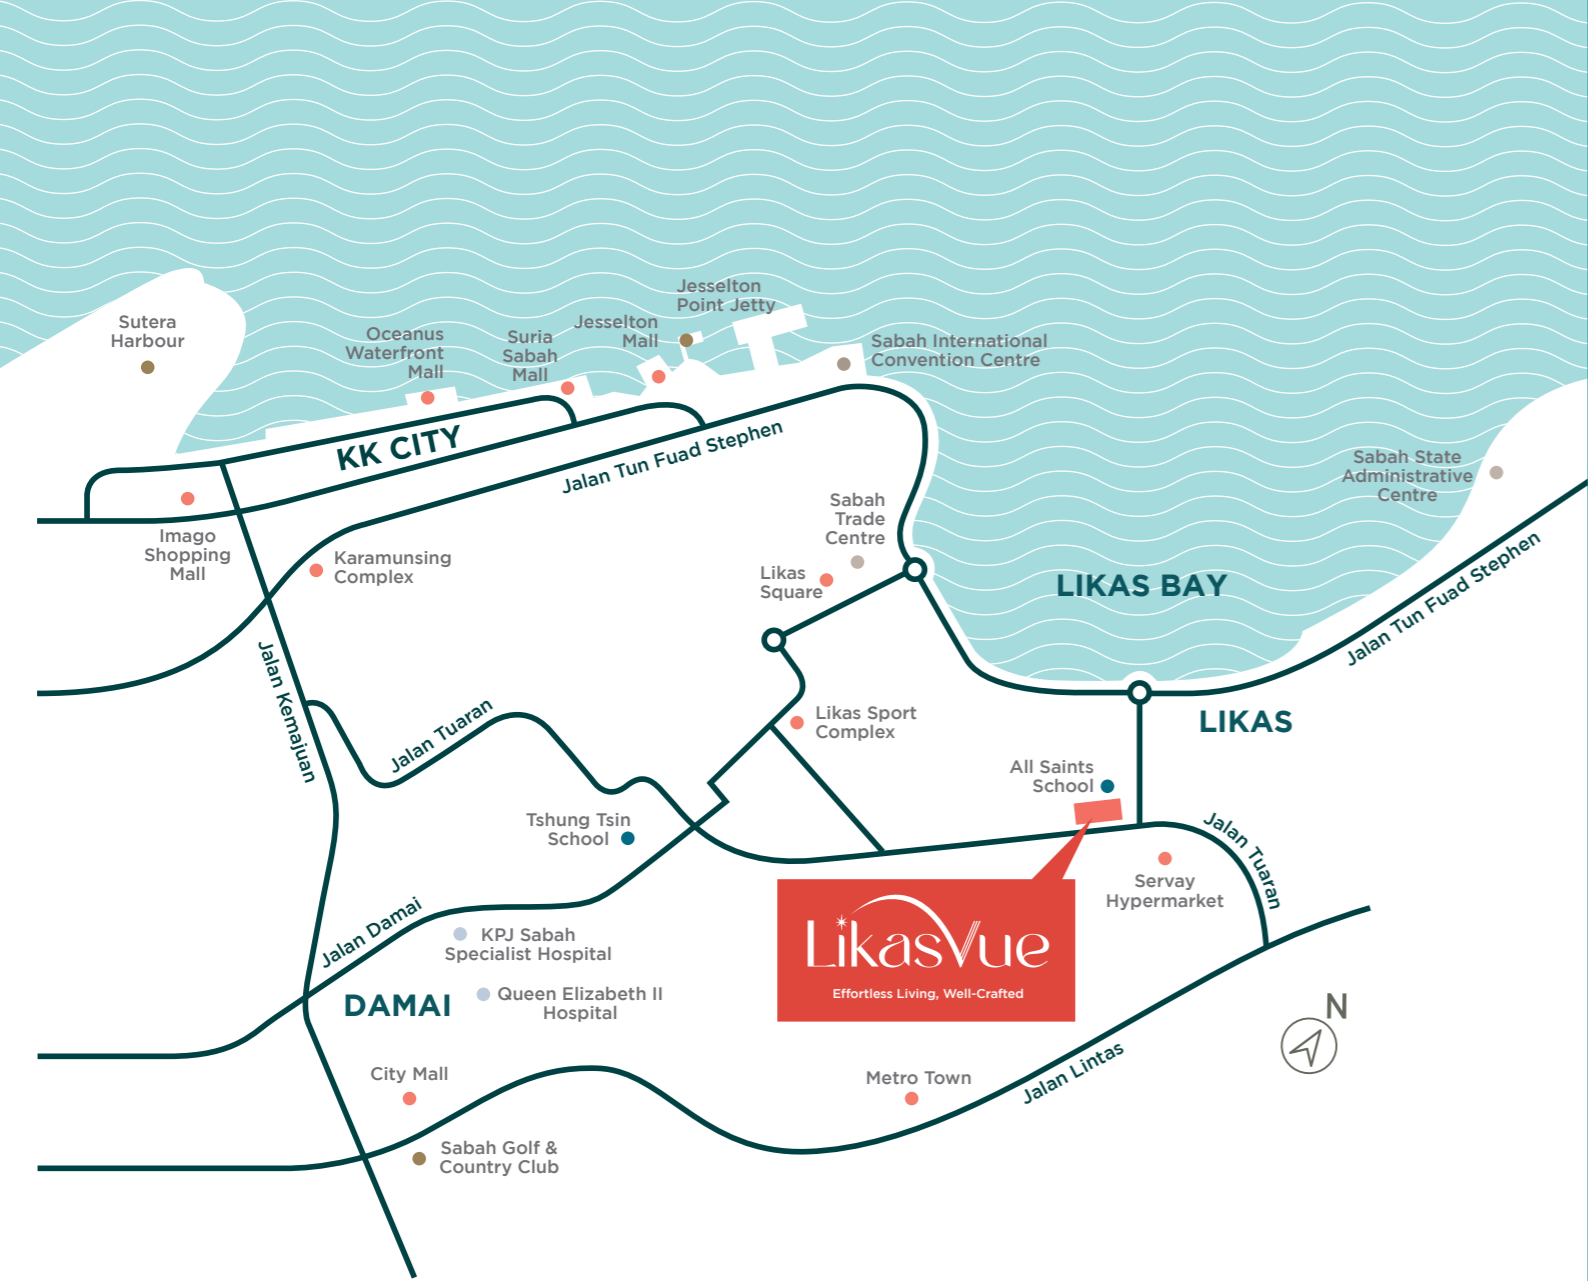 Jesselton
Point Jetty
Sutera
Harbour
Oceanus
Waterfront
Mall
Suria
Sabah
Mall
Jesselton
Mall
Sabah International
Convention Centre
KK CITY
Jalan Tun Fuad Stephen
Sabah State
Administrative
Centre
Imago
Shopping
Mall
Karamunsing
Complex
Sabah
Trade
Centre
Likas
Square
LIKAS BAY
Jalan Tun Fuad Stephen
Jalan Kemajuan
Jalan Tuaran
Likas Sport
Complex
LIKAS
All Saints
School
Tshung Tsin
School
Jalan Tuaran
Servay
Hypermarket
Jalan Damai
KPJ Sabah
Specialist Hospital
LikasVue
Effortless Living, Well-Crafted
DAMAI
Queen Elizabeth II
Hospital
N
City Mall
Metro Town
Jalan Lintas
Sabah Golf &
Country Club